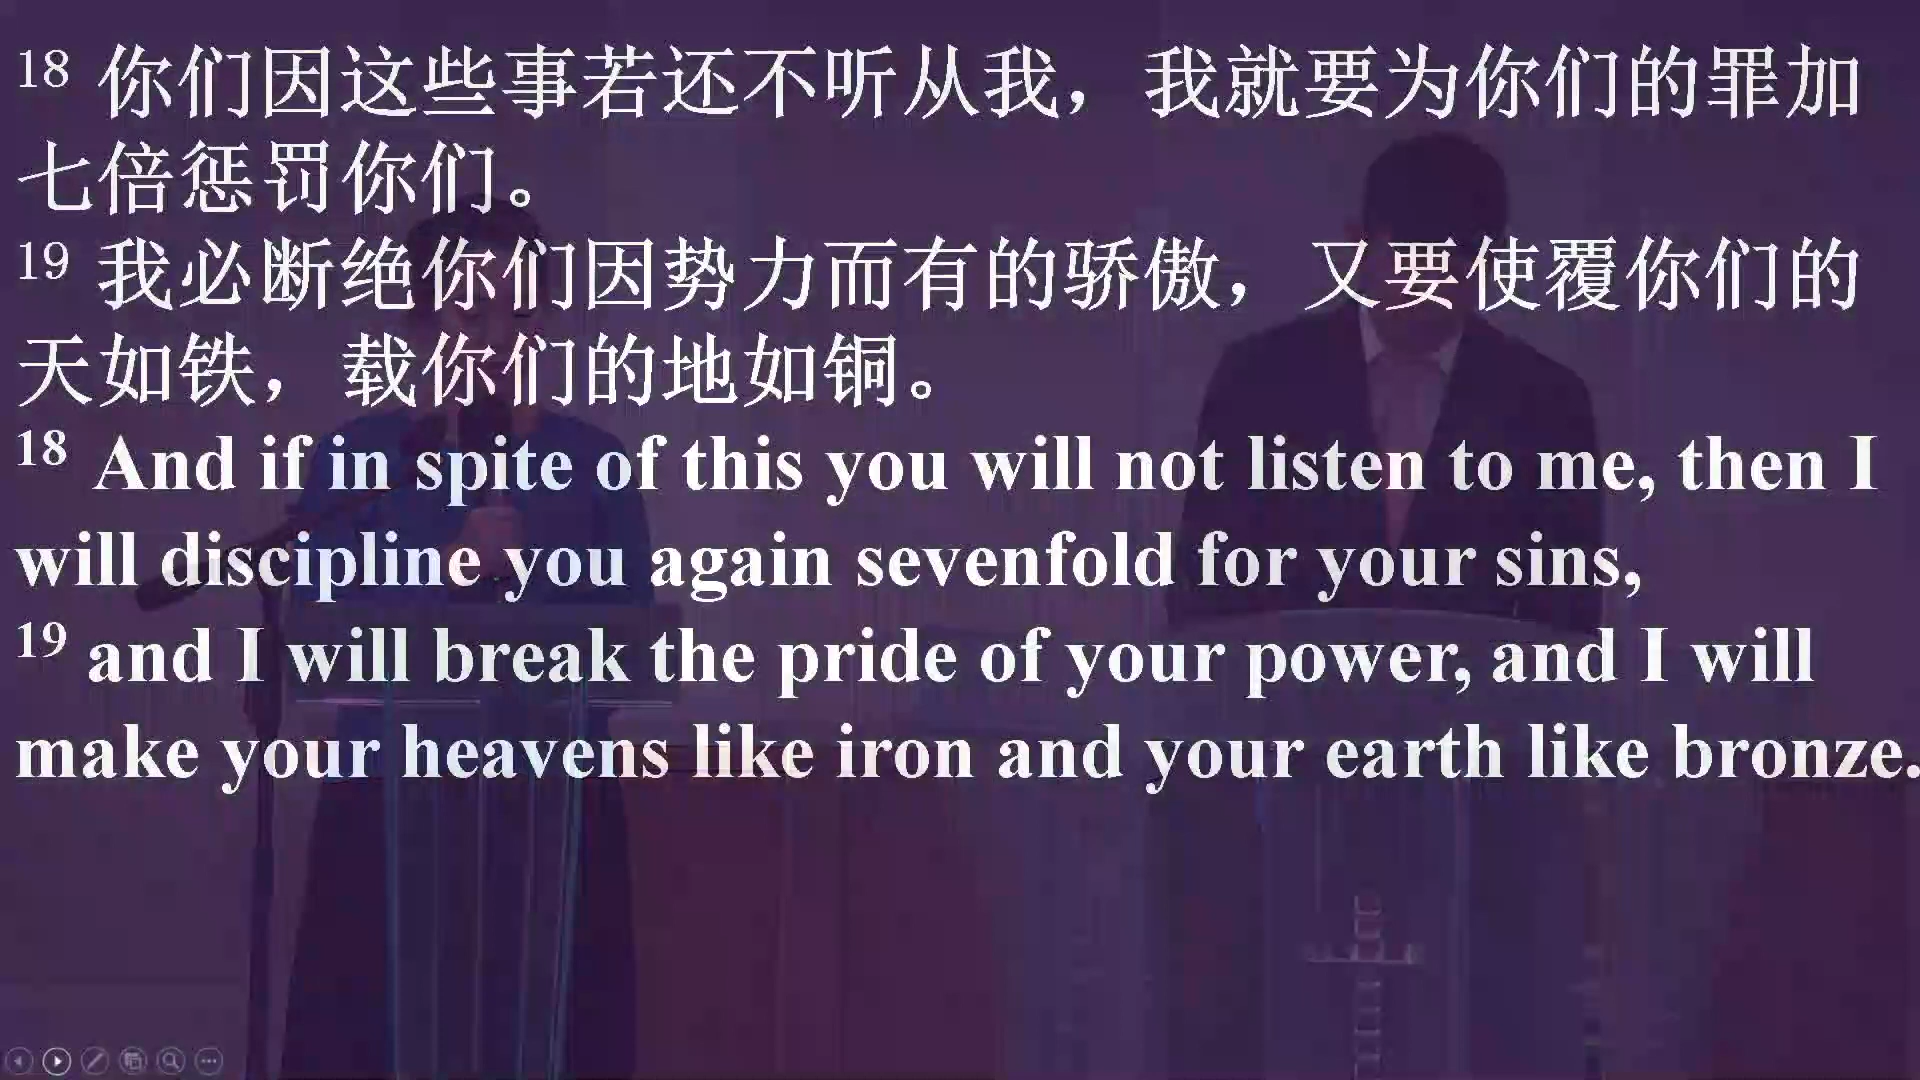 18 你们因这些事若还不听从我，我就要为你们的罪加
七倍惩罚你们。
19 我必断绝你们因势力而有的骄傲，又要使覆你们的
天如铁，载你们的地如铜。
18 And if in spite of this you will not listen to me, then I
will discipline you again sevenfold for your sins,
19 and I will break the pride of your power, and I will
make your heavens like iron and your earth like bronze.